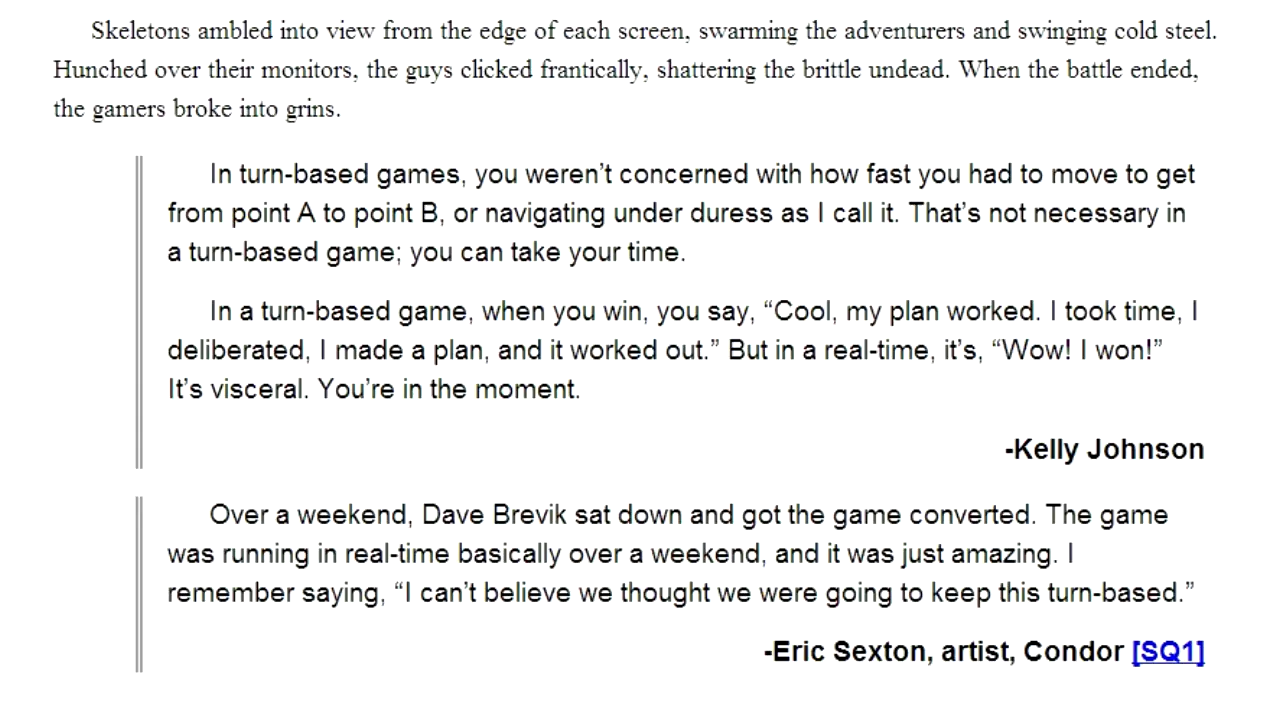 Skeletons ambled into view from the edge of each screen, swarming the adventurers and swinging cold steel.
Hunched over their monitors, the guys clicked frantically, shattering the brittle undead. When the battle ended,
the gamers broke into grins.
In turn-based games, you weren’t concerned with how fast you had to move to get
from point A to point B, or navigating under duress as I call it. That’s not necessary in
a turn-based game; you can take your time.
In a turn-based game, when you win, you say, “Cool, my plan worked. I took time, I
deliberated, I made a plan, and it worked out.” But in a real-time, it’s, “Wow! I won!”
It’s visceral. You’re in the moment.
-Kelly Johnson
Over a weekend, Dave Brevik sat down and got the game converted. The game
was running in real-time basically over a weekend, and it was just amazing. I
remember saying, “I can’t believe we thought we were going to keep this turn-based.”
-Eric Sexton, artist, Condor [SQ1]